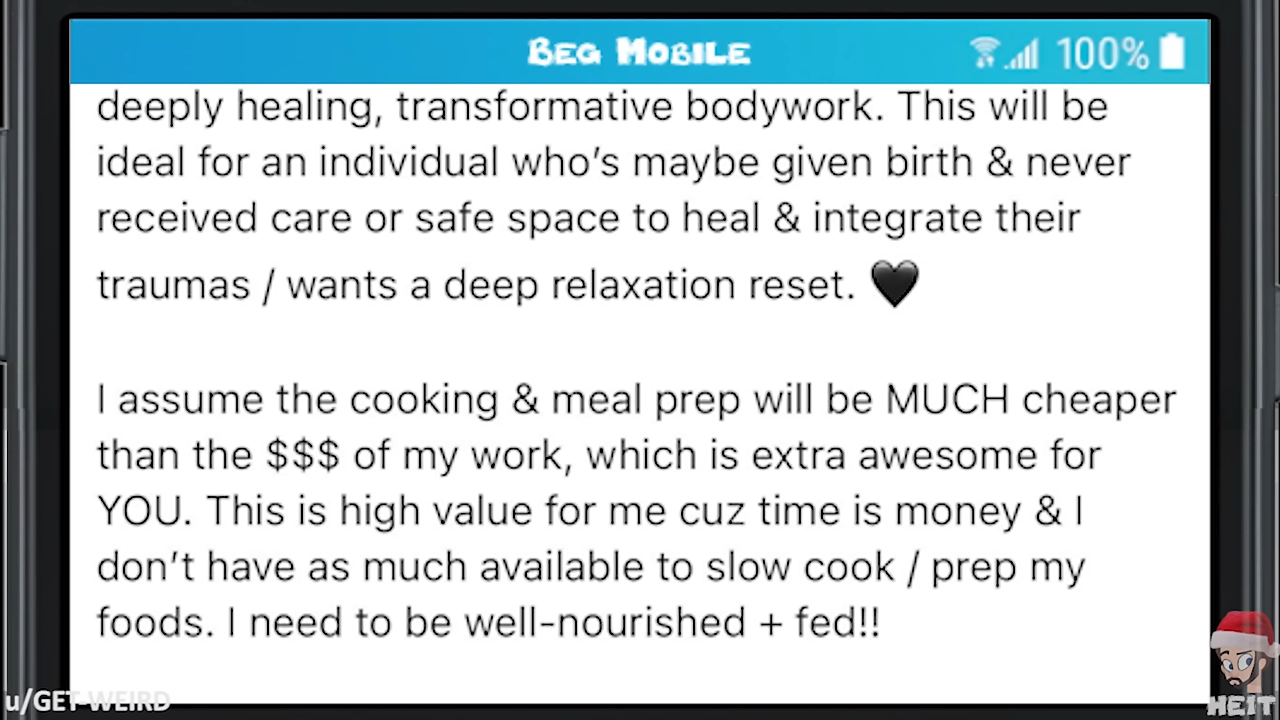 BEG MOBILE
100%
deeply healing, transformative bodywork. This will be
ideal for an individual who’s maybe given birth & never
received care or safe space to heal & integrate their
traumas / wants a deep relaxation reset. 🖤
I assume the cooking & meal prep will be MUCH cheaper
than the $$$ of my work, which is extra awesome for
YOU. This is high value for me cuz time is money & I
don’t have as much available to slow cook / prep my
foods. I need to be well-nourished + fed!!
u/GET-WEIRD
HEIT